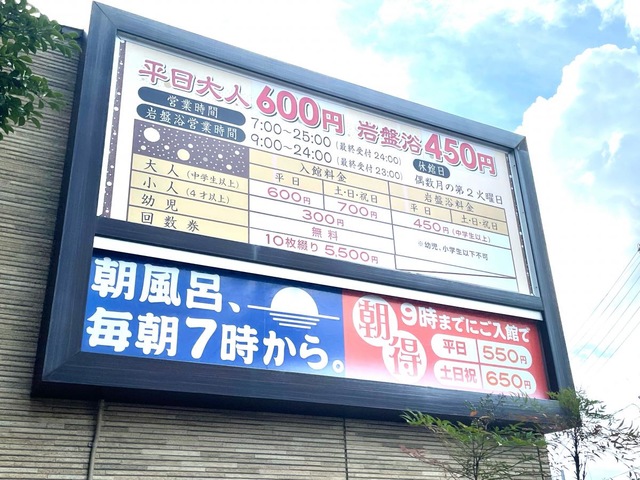 平日大人600円 岩盤浴450円
営業時間 7:00~25:00(最終受付24:00)
岩盤浴営業時間 9:00~24:00(最終受付23:00)
休館日 偶数月の第2火曜日
入館料金 岩盤浴料金
平日 土・日・祝日 平日 土・日・祝日
大人(中学生以上) 600円 700円 450円(中学生以上)
小人(4才以上) 300円
幼児 無料 ※幼児、小学生以下不可
回数券 10枚綴り 5,500円
朝風呂、
毎朝7時から。
朝得 9時までにご入館で
平日 550円
土日祝 650円